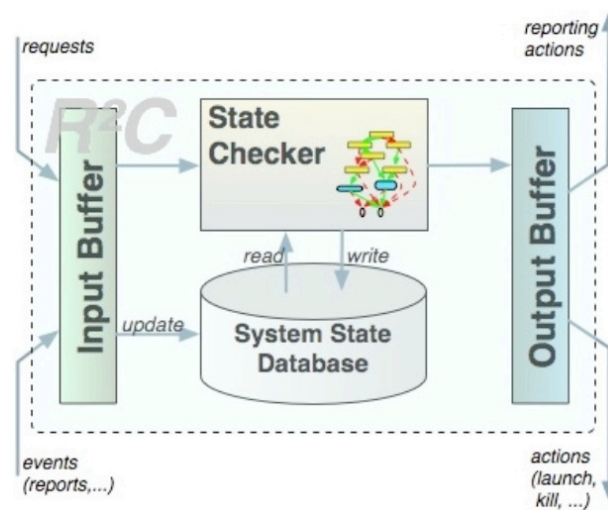 requests
reporting
actions
R²C
State
Checker
Input Buffer
Output Buffer
read
write
update
System State
Database
events
(reports,...)
actions
(launch,
kill, ...)